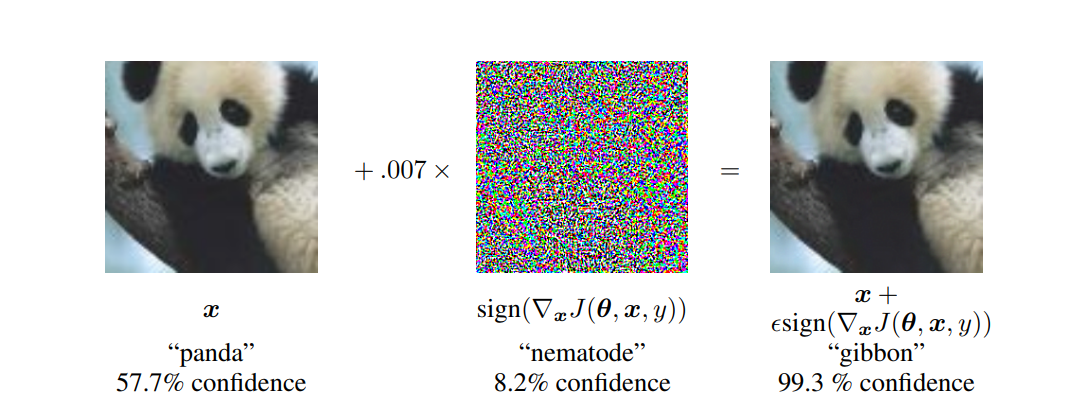 + .007 ×
=
x
sign(∇ₓJ(θ, x, y))
x +
ϵsign(∇ₓJ(θ, x, y))
“panda”
“nematode”
“gibbon”
57.7% confidence
8.2% confidence
99.3 % confidence